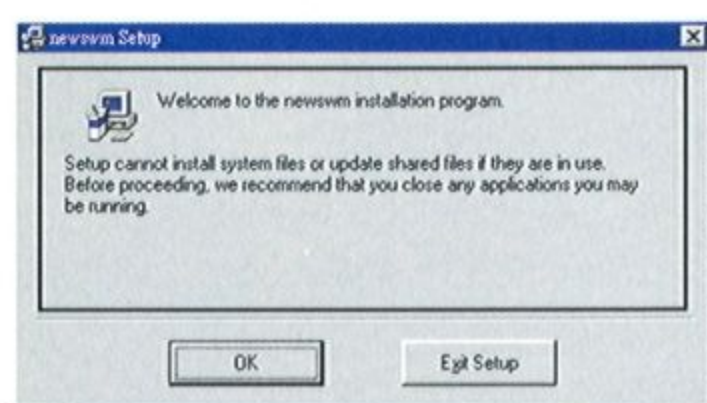 newswm Setup
Welcome to the newswm installation program.
Setup cannot install system files or update shared files if they are in use.
Before proceeding, we recommend that you close any applications you may
be running.
OK
Exit Setup